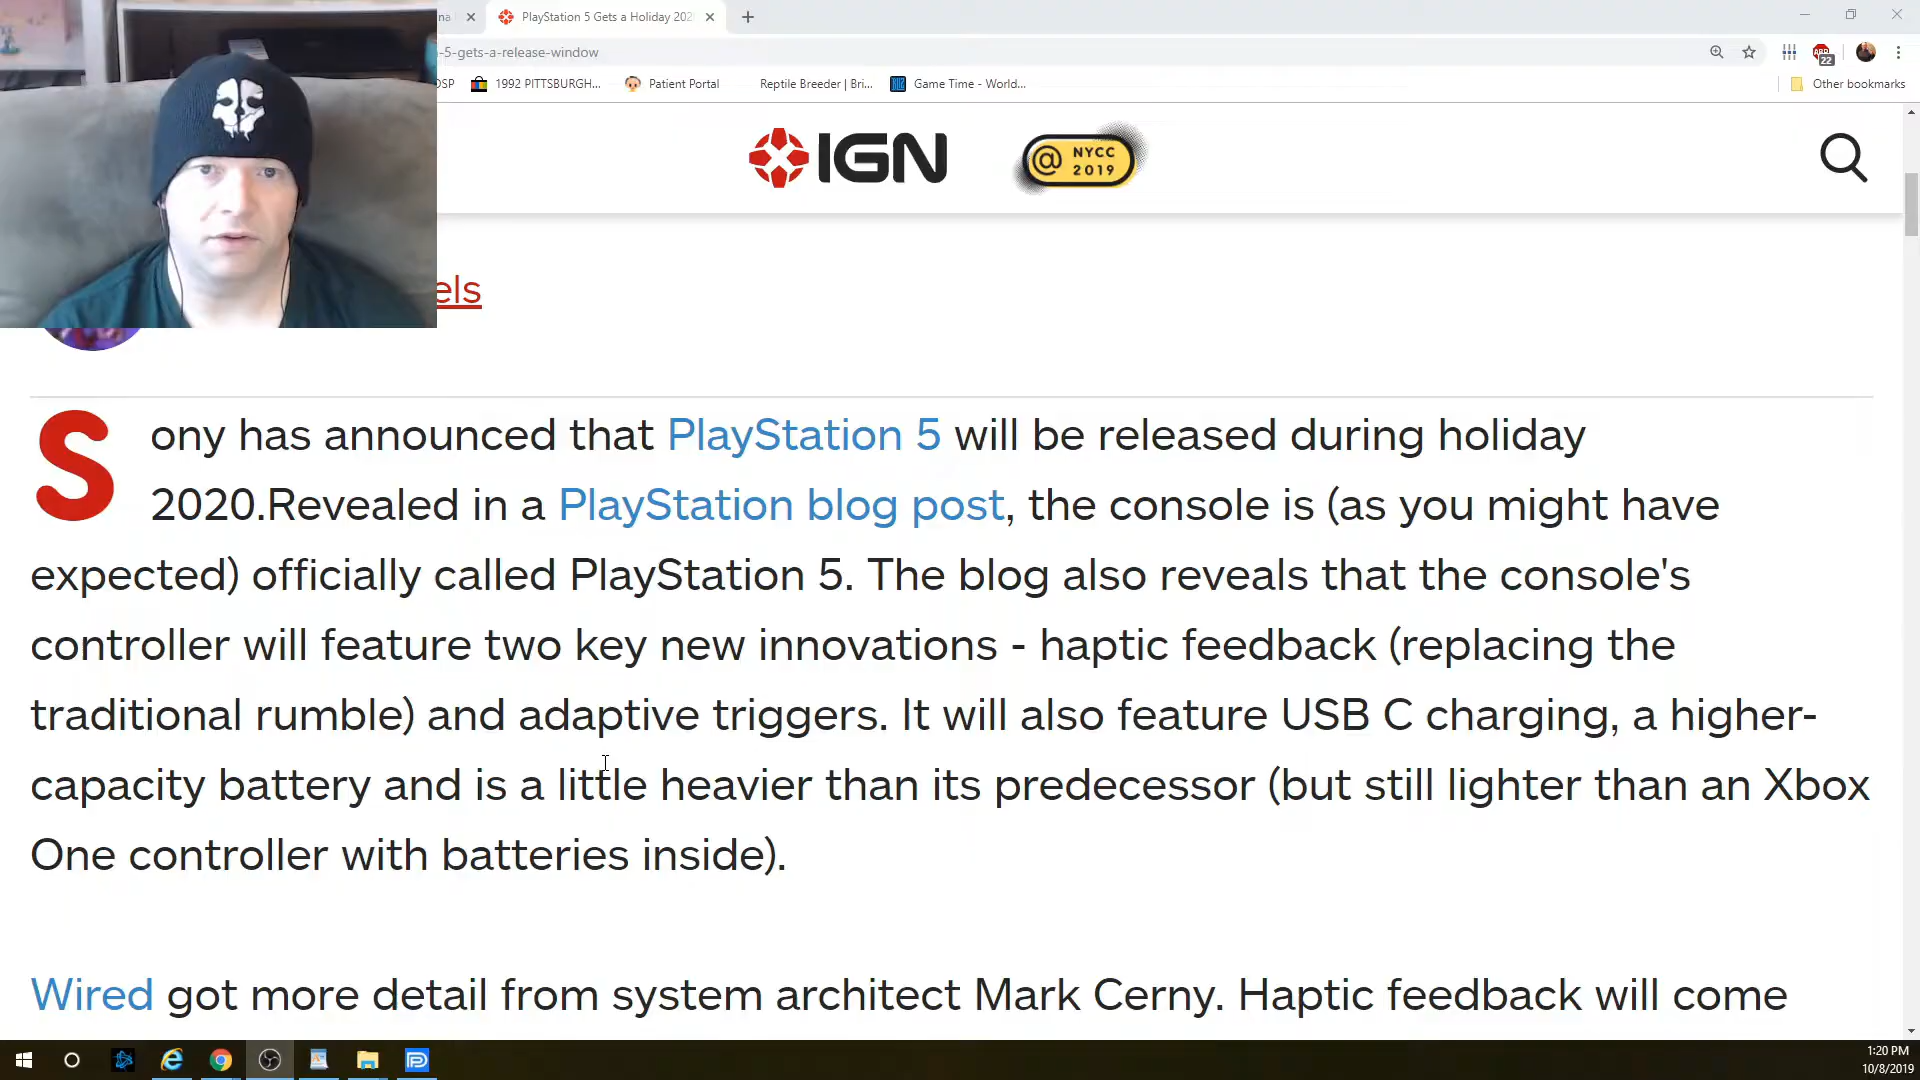 na
PlayStation 5 Gets a Holiday 202
-5-gets-a-release-window
22
OSP
1992 PITTSBURGH...
Patient Portal
Reptile Breeder | Bri...
Game Time - World...
Other bookmarks
IGN
@ NYCC
2019
els
Sony has announced that PlayStation 5 will be released during holiday
2020.Revealed in a PlayStation blog post, the console is (as you might have
expected) officially called PlayStation 5. The blog also reveals that the console's
controller will feature two key new innovations - haptic feedback (replacing the
traditional rumble) and adaptive triggers. It will also feature USB C charging, a higher-
capacity battery and is a little heavier than its predecessor (but still lighter than an Xbox
One controller with batteries inside).
Wired got more detail from system architect Mark Cerny. Haptic feedback will come
1:20 PM
10/8/2019